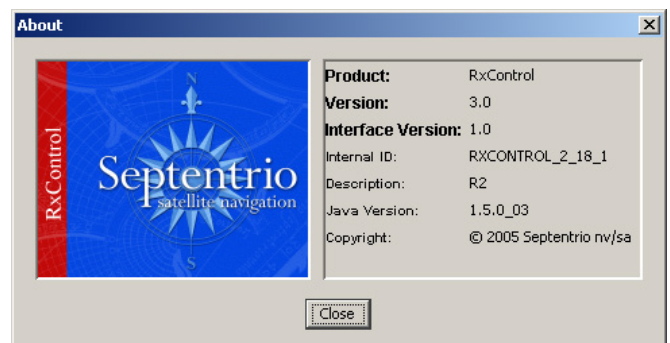 About
N
RxControl
Septentrio
satellite navigation
S
Product: RxControl
Version: 3.0
Interface Version: 1.0
Internal ID: RXCONTROL_2_18_1
Description: R2
Java Version: 1.5.0_03
Copyright: © 2005 Septentrio nv/sa
Close